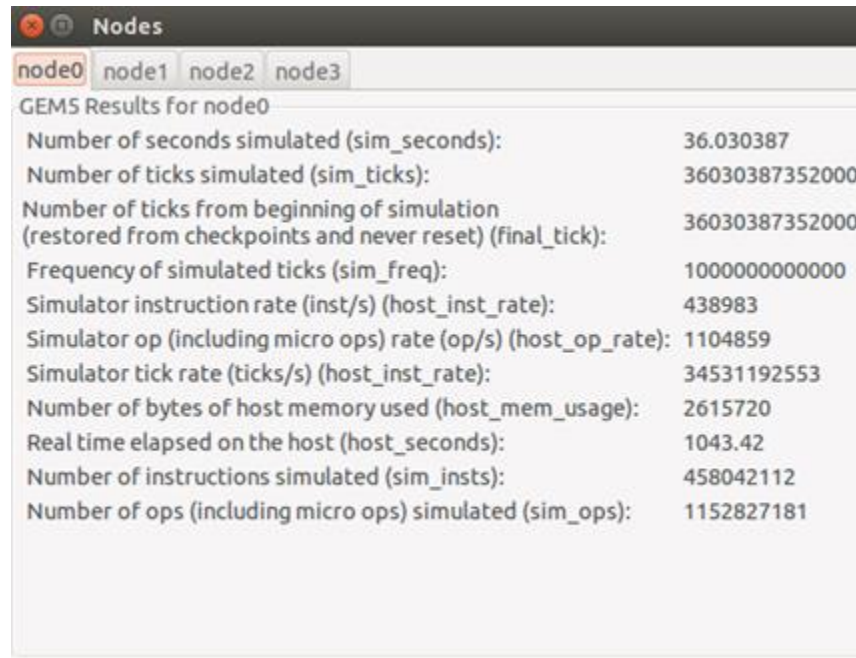 Nodes
node0 node1 node2 node3
GEM5 Results for node0
Number of seconds simulated (sim_seconds): 36.030387
Number of ticks simulated (sim_ticks): 36030387352000
Number of ticks from beginning of simulation
(restored from checkpoints and never reset) (final_tick): 36030387352000
Frequency of simulated ticks (sim_freq): 1000000000000
Simulator instruction rate (inst/s) (host_inst_rate): 438983
Simulator op (including micro ops) rate (op/s) (host_op_rate): 1104859
Simulator tick rate (ticks/s) (host_inst_rate): 34531192553
Number of bytes of host memory used (host_mem_usage): 2615720
Real time elapsed on the host (host_seconds): 1043.42
Number of instructions simulated (sim_insts): 458042112
Number of ops (including micro ops) simulated (sim_ops): 1152827181